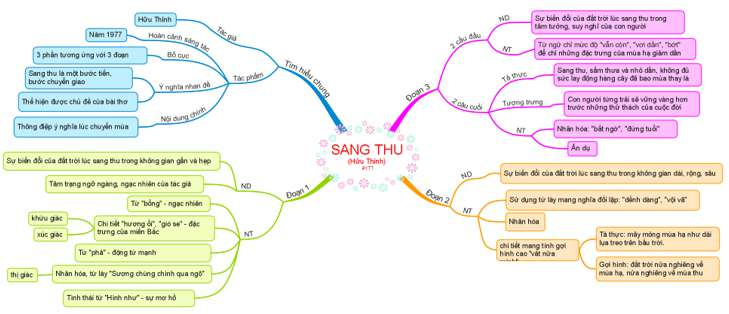 SANG THU
(Hữu Thỉnh)
Tìm hiểu chung
Tác giả
Hữu Thỉnh
Tác phẩm
Hoàn cảnh sáng tác
Năm 1977
Bố cục
3 phần tương ứng với 3 đoạn
Ý nghĩa nhan đề
Sang thu là một bước tiến,
bước chuyển giao
Thể hiện được chủ đề của bài thơ
Nội dung chính
Thông điệp ý nghĩa lúc chuyển mùa
Đoạn 1
ND
Sự biến đổi của đất trời lúc sang thu trong không gian gần và hẹp
Tâm trạng ngỡ ngàng, ngạc nhiên của tác giả
NT
Từ "bỗng" - ngạc nhiên
Chi tiết "hương ổi", "gió se" - đặc
trưng của miền Bắc
khứu giác
xúc giác
Từ "phả" - động từ mạnh
Nhân hóa, từ láy "Sương chùng chình qua ngõ"
thị giác
Tình thái từ "Hình như" - sự mơ hồ
Đoạn 2
ND
Sự biến đổi của đất trời lúc sang thu trong không gian dài, rộng, sâu
NT
Sử dụng từ láy mang nghĩa đối lập: "dềnh dàng", "vội vã"
Nhân hóa
chi tiết mang tính gợi
hình cao "vắt nửa
Tả thực: mây mỏng mùa hạ như dải
lụa treo trên bầu trời.
Gợi hình: đất trời nửa nghiêng về
mùa hạ, nửa nghiêng về mùa thu
Đoạn 3
2 câu đầu
ND
Sự biến đổi của đất trời lúc sang thu trong
tâm tưởng, suy nghĩ của con người
NT
Từ ngữ chỉ mức độ "vẫn còn", "vơi dần", "bớt"
để chỉ những đặc trưng của mùa hạ giảm dần
2 câu cuối
Tả thực
Sang thu, sấm thưa và nhỏ dần, không đủ
sức lay động hàng cây đã bao mùa thay lá
Tượng trưng
Con người từng trải sẽ vững vàng hơn
trước những thử thách của cuộc đời
NT
Nhân hóa: "bất ngờ", "đứng tuổi"
Ẩn dụ